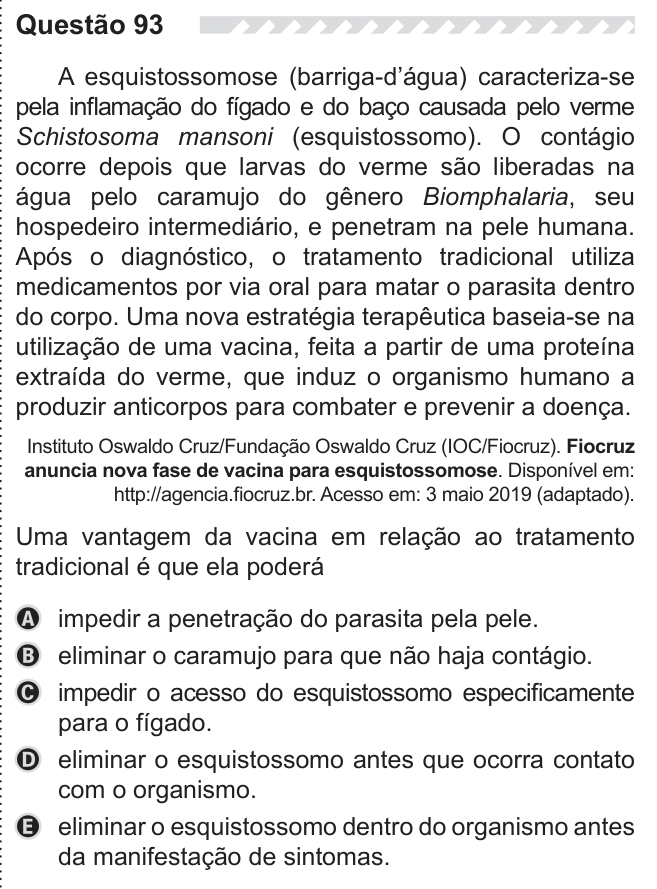 Questão 93
A esquistossomose (barriga-d’água) caracteriza-se
pela inflamação do fígado e do baço causada pelo verme
Schistosoma mansoni (esquistossomo). O contágio
ocorre depois que larvas do verme são liberadas na
água pelo caramujo do gênero Biomphalaria, seu
hospedeiro intermediário, e penetram na pele humana.
Após o diagnóstico, o tratamento tradicional utiliza
medicamentos por via oral para matar o parasita dentro
do corpo. Uma nova estratégia terapêutica baseia-se na
utilização de uma vacina, feita a partir de uma proteína
extraída do verme, que induz o organismo humano a
produzir anticorpos para combater e prevenir a doença.
Instituto Oswaldo Cruz/Fundação Oswaldo Cruz (IOC/Fiocruz). Fiocruz
anuncia nova fase de vacina para esquistossomose. Disponível em:
http://agencia.fiocruz.br. Acesso em: 3 maio 2019 (adaptado).
Uma vantagem da vacina em relação ao tratamento
tradicional é que ela poderá
A impedir a penetração do parasita pela pele.
B eliminar o caramujo para que não haja contágio.
C impedir o acesso do esquistossomo especificamente
para o fígado.
D eliminar o esquistossomo antes que ocorra contato
com o organismo.
E eliminar o esquistossomo dentro do organismo antes
da manifestação de sintomas.